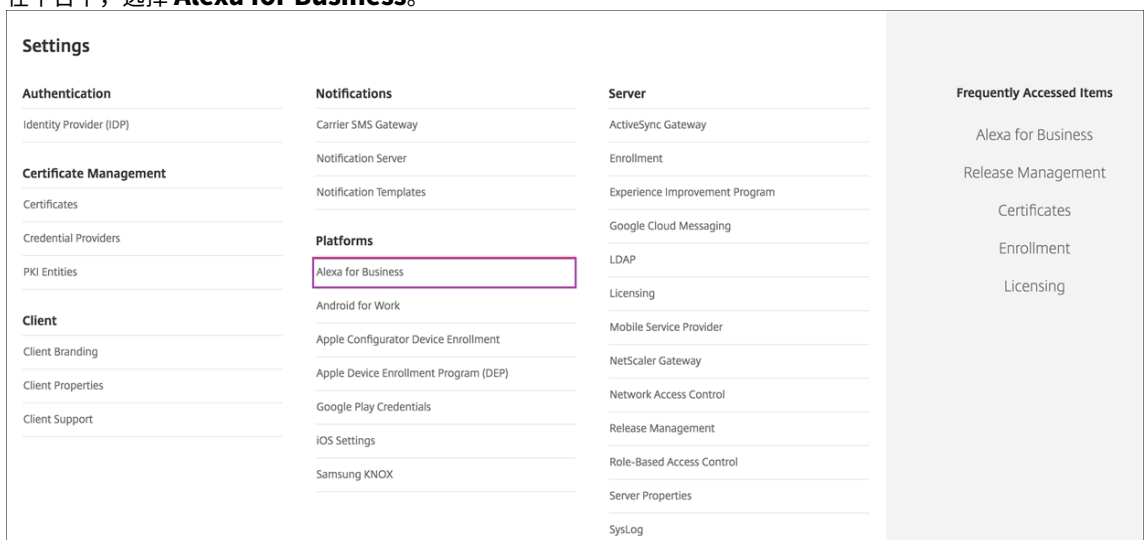 在平台下，选择 Alexa for Business。
Settings
Authentication
Identity Provider (IDP)
Certificate Management
Certificates
Credential Providers
PKI Entities
Client
Client Branding
Client Properties
Client Support
Notifications
Carrier SMS Gateway
Notification Server
Notification Templates
Platforms
Alexa for Business
Android for Work
Apple Configurator Device Enrollment
Apple Device Enrollment Program (DEP)
Google Play Credentials
iOS Settings
Samsung KNOX
Server
ActiveSync Gateway
Enrollment
Experience Improvement Program
Google Cloud Messaging
LDAP
Licensing
Mobile Service Provider
NetScaler Gateway
Network Access Control
Release Management
Role-Based Access Control
Server Properties
SysLog
Frequently Accessed Items
Alexa for Business
Release Management
Certificates
Enrollment
Licensing